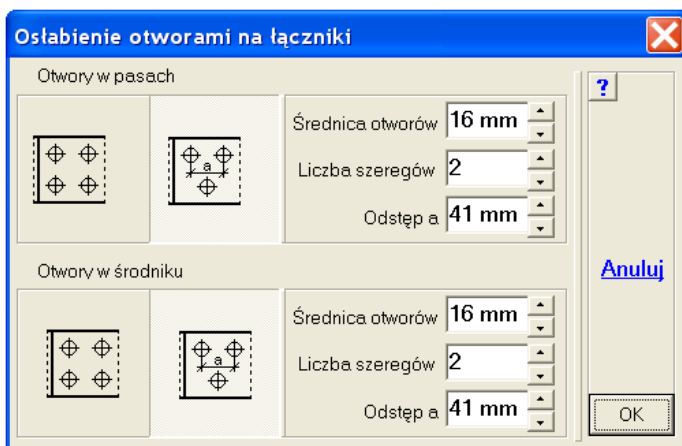 Osłabienie otworami na łączniki
Otwory w pasach
?
a
Średnica otworów 16 mm
Liczba szeregów 2
Odstęp a 41 mm
Anuluj
Otwory w środniku
a
Średnica otworów 16 mm
Liczba szeregów 2
Odstęp a 41 mm
OK